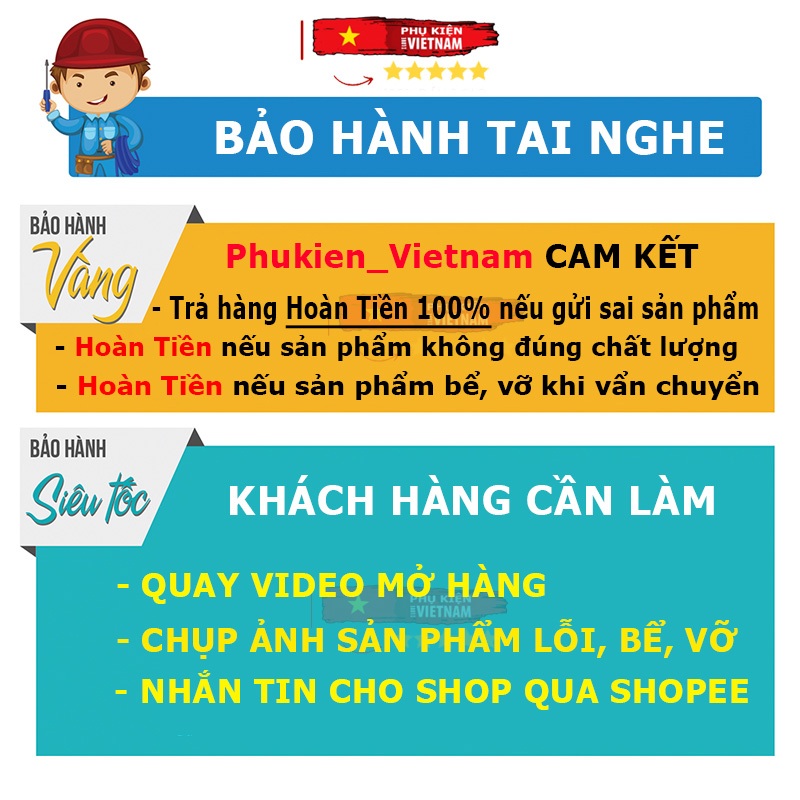 PHỤ KIỆN
VIETNAM
BẢO HÀNH TAI NGHE
BẢO HÀNH
Vàng
Phukien_Vietnam CAM KẾT
- Trả hàng Hoàn Tiền 100% nếu gửi sai sản phẩm
- Hoàn Tiền nếu sản phẩm không đúng chất lượng
- Hoàn Tiền nếu sản phẩm bể, vỡ khi vẩn chuyển
BẢO HÀNH
Siêu tốc
KHÁCH HÀNG CẦN LÀM
- QUAY VIDEO MỞ HÀNG
PHỤ KIỆN
VIETNAM
- CHỤP ẢNH SẢN PHẨM LỖI, BỂ, VỠ
- NHẮN TIN CHO SHOP QUA SHOPEE